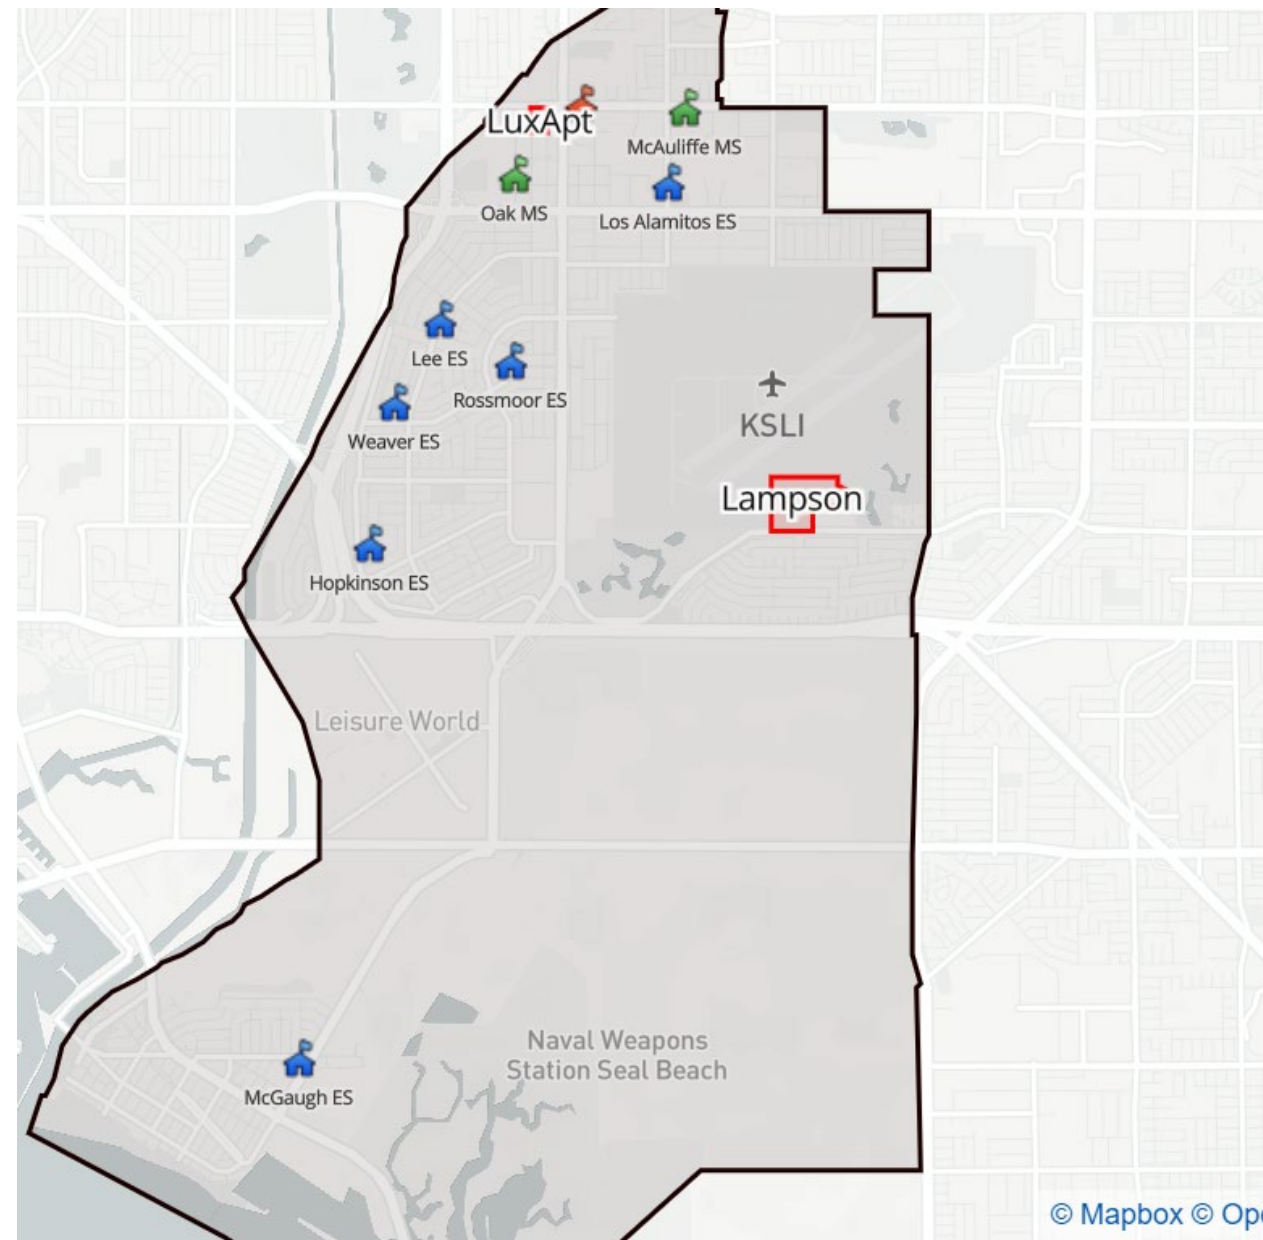 LuxApt
McAuliffe MS
Oak MS
Los Alamitos ES
Lee ES
Rossmoor ES
Weaver ES
KSLI
Lampson
Hopkinson ES
Leisure World
Naval Weapons
Station Seal Beach
McGaugh ES
© Mapbox © Ope